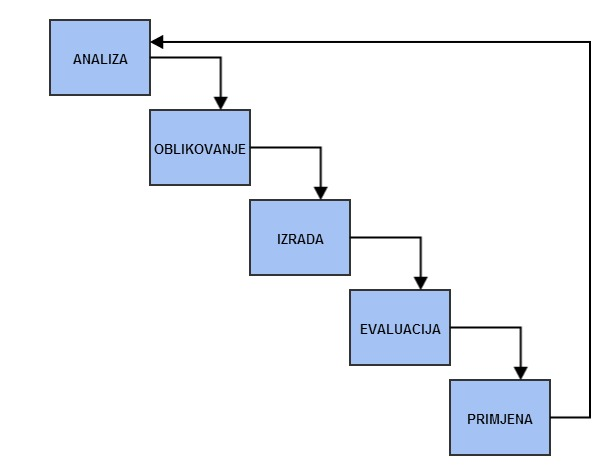 ANALIZA
OBLIKOVANJE
IZRADA
EVALUACIJA
PRIMJENA